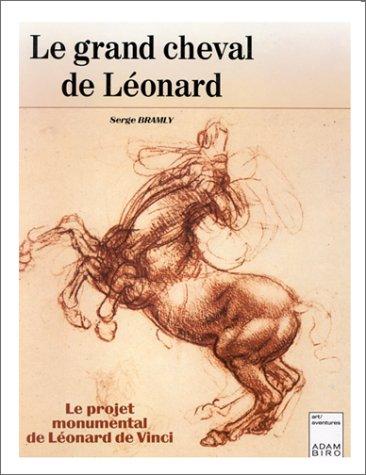 Le grand cheval
de Léonard
Serge BRAMLY
Le projet
monumental
de Léonard de Vinci
art/
aventures
ADAM
BIRO